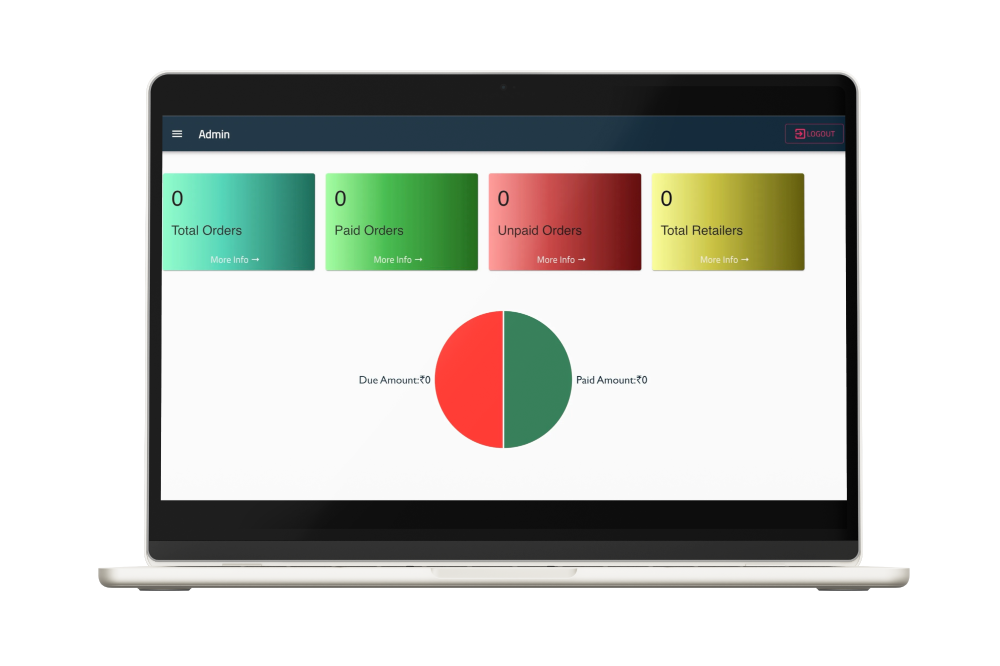 Admin
LOGOUT
0
Total Orders
More Info →
0
Paid Orders
More Info →
0
Unpaid Orders
More Info →
0
Total Retailers
More Info →
Due Amount:₹0
Paid Amount:₹0